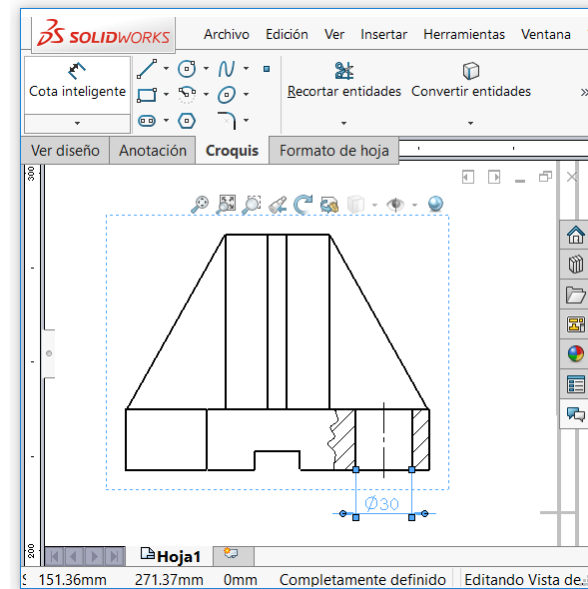 SOLIDWORKS Archivo Edición Ver Insertar Herramientas Ventana
Cota inteligente Recortar entidades Convertir entidades »
Ver diseño Anotación Croquis Formato de hoja
300
Ø30
200
Hoja1
151.36mm 271.37mm 0mm Completamente definido Editando Vista de